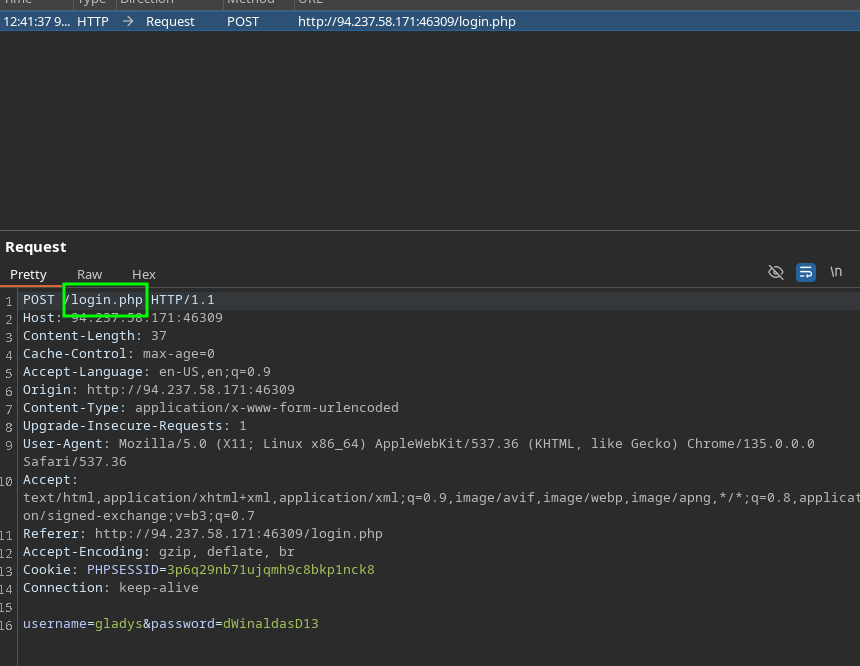 Time Type Direction Method URL
12:41:37 9... HTTP → Request POST http://94.237.58.171:46309/login.php
Request
Pretty Raw Hex \n
1 POST /login.php HTTP/1.1
2 Host: 94.237.58.171:46309
3 Content-Length: 37
4 Cache-Control: max-age=0
5 Accept-Language: en-US,en;q=0.9
6 Origin: http://94.237.58.171:46309
7 Content-Type: application/x-www-form-urlencoded
8 Upgrade-Insecure-Requests: 1
9 User-Agent: Mozilla/5.0 (X11; Linux x86_64) AppleWebKit/537.36 (KHTML, like Gecko) Chrome/135.0.0.0
Safari/537.36
10 Accept:
text/html,application/xhtml+xml,application/xml;q=0.9,image/avif,image/webp,image/apng,*/*;q=0.8,applicat
on/signed-exchange;v=b3;q=0.7
11 Referer: http://94.237.58.171:46309/login.php
12 Accept-Encoding: gzip, deflate, br
13 Cookie: PHPSESSID=3p6q29nb71ujqmh9c8bkp1nck8
14 Connection: keep-alive
15
16 username=gladys&password=dWinaldasD13